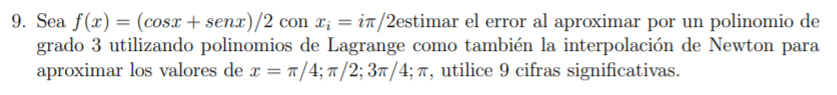 9. Sea f(x) = (cosx + senx)/2 con xᵢ = iπ/2estimar el error al aproximar por un polinomio de
grado 3 utilizando polinomios de Lagrange como también la interpolación de Newton para
aproximar los valores de x = π/4; π/2; 3π/4; π, utilice 9 cifras significativas.